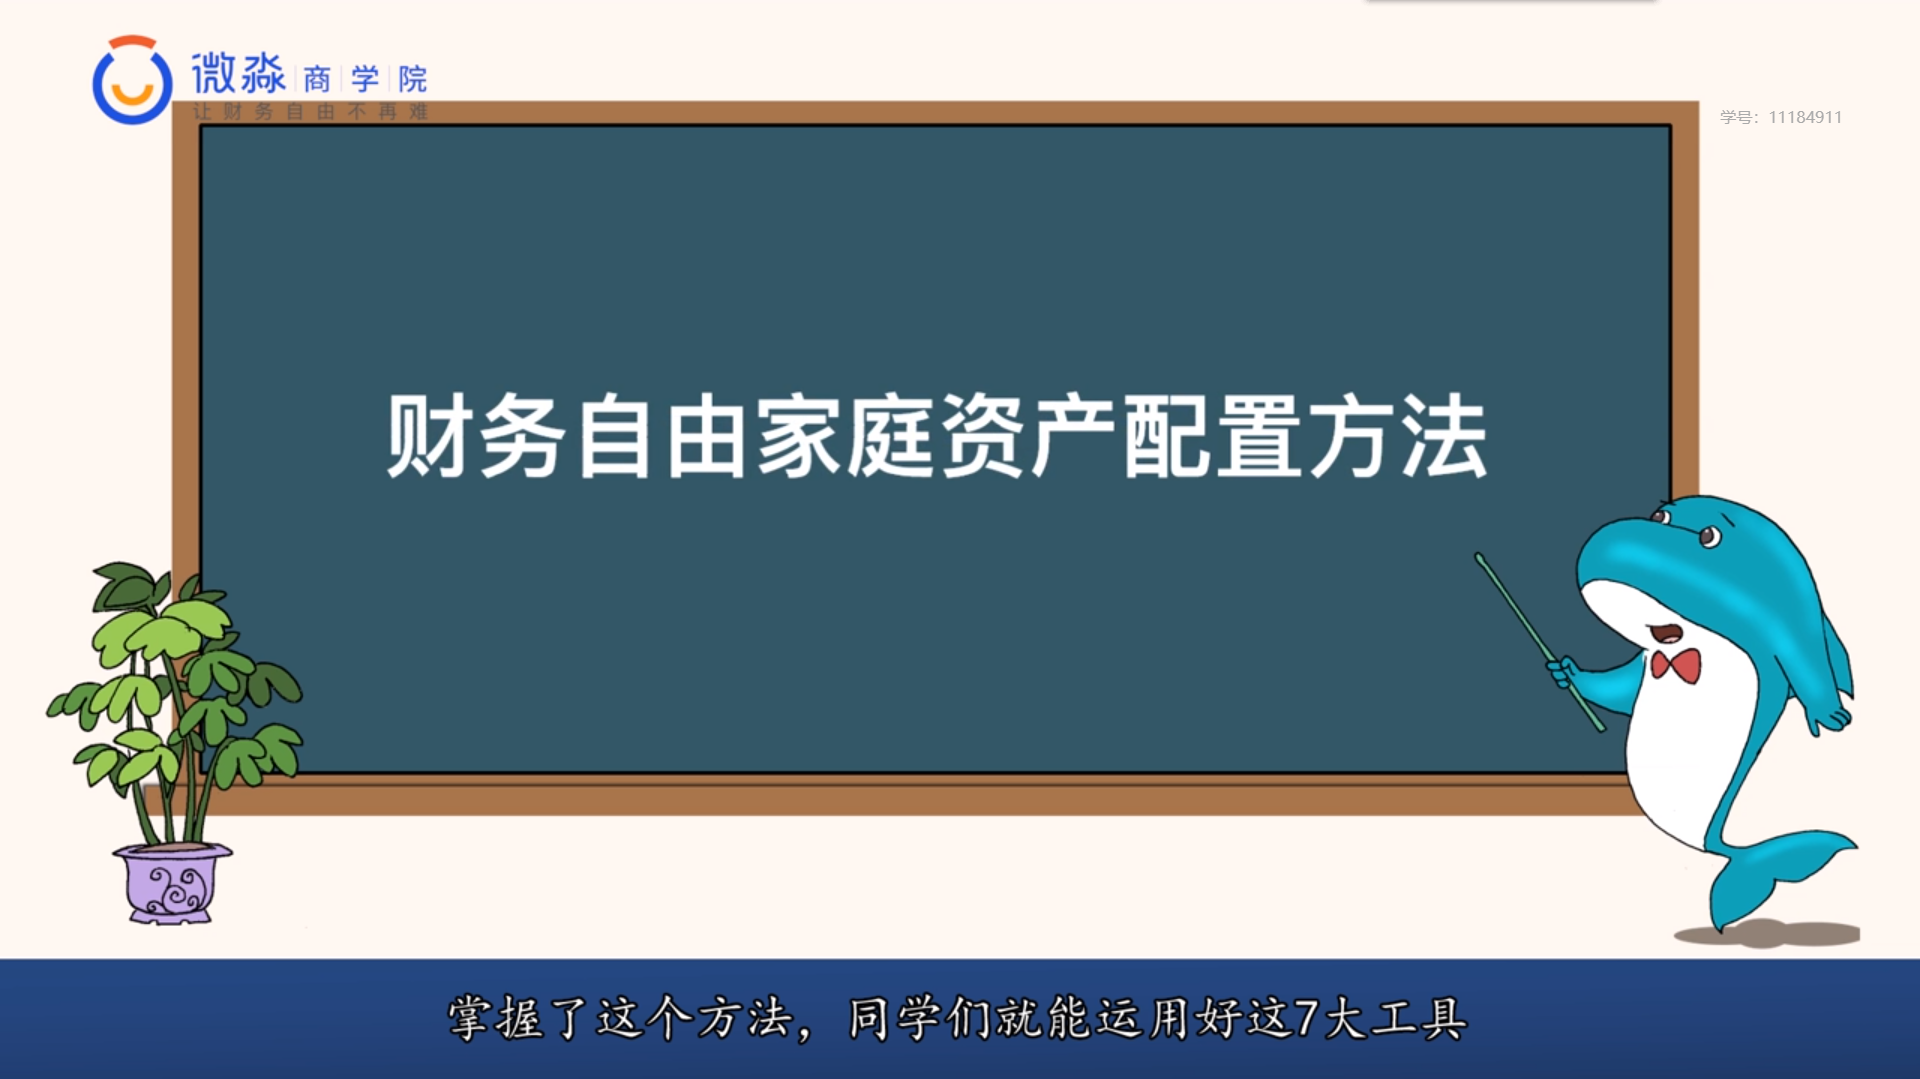 微淼商学院
让财务自由不再难
学号：11184911
财务自由家庭资产配置方法
掌握了这个方法，同学们就能运用好这7大工具